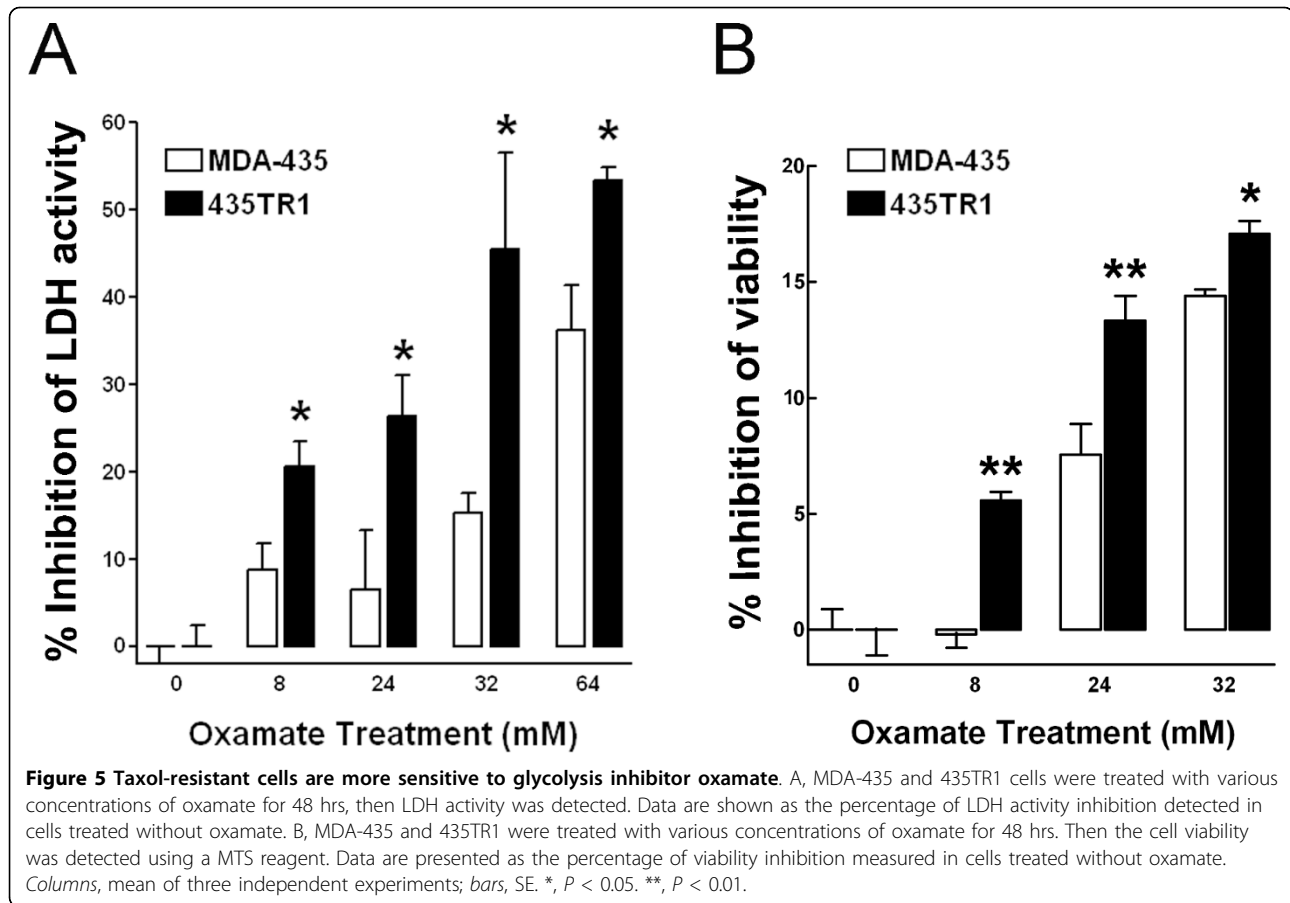 A
% Inhibition of LDH activity
60
50
40
30
20
10
0
MDA-435
435TR1
*
*
*
*
0 8 24 32 64
Oxamate Treatment (mM)
B
% Inhibition of viability
20
15
10
5
0
MDA-435
435TR1
**
**
*
0 8 24 32
Oxamate Treatment (mM)
Figure 5 Taxol-resistant cells are more sensitive to glycolysis inhibitor oxamate. A, MDA-435 and 435TR1 cells were treated with various
concentrations of oxamate for 48 hrs, then LDH activity was detected. Data are shown as the percentage of LDH activity inhibition detected in
cells treated without oxamate. B, MDA-435 and 435TR1 were treated with various concentrations of oxamate for 48 hrs. Then the cell viability
was detected using a MTS reagent. Data are presented as the percentage of viability inhibition measured in cells treated without oxamate.
Columns, mean of three independent experiments; bars, SE. *, P < 0.05. **, P < 0.01.